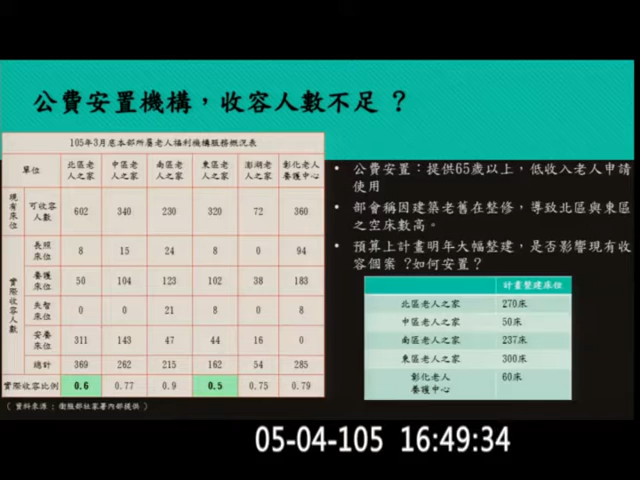 公費安置機構，收容人數不足？
105年3月底本部所屬老人福利機構服務概況表
單位 北區老人之家 中區老人之家 南區老人之家 東區老人之家 澎湖老人之家 彰化老人養護中心
現有床位 可收容人數 602 340 230 320 72 360
實際收容人數 長照床位 8 15 24 8 0 94
養護床位 50 104 123 102 38 183
失智床位 0 0 21 8 0 8
安養床位 311 143 47 44 16 0
總計 369 262 215 162 54 285
實際收容比例 0.6 0.77 0.9 0.5 0.75 0.79
（資料來源：衛服部社家署內部提供）
• 公費安置：提供65歲以上，低收入老人申請
使用
• 部會稱因建築老舊在整修，導致北區與東區
之空床數高。
• 預算上計畫明年大幅整建，是否影響現有收
容個案？如何安置？
計畫整建床位
北區老人之家 270床
中區老人之家 50床
南區老人之家 237床
東區老人之家 300床
彰化老人養護中心 60床
05-04-105 16:49:34